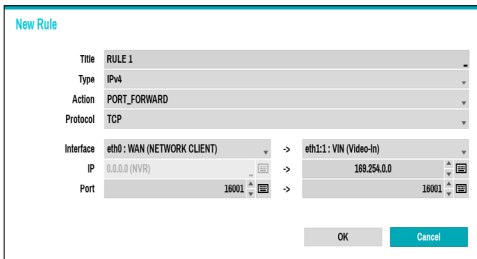 New Rule
Title RULE 1
Type IPv4
Action PORT_FORWARD
Protocol TCP
Interface eth0 : WAN (NETWORK CLIENT) -> eth1:1 : VIN (Video-In)
IP 0.0.0.0 (NVR) -> 169.254.0.0
Port 16001 -> 16001
OK Cancel